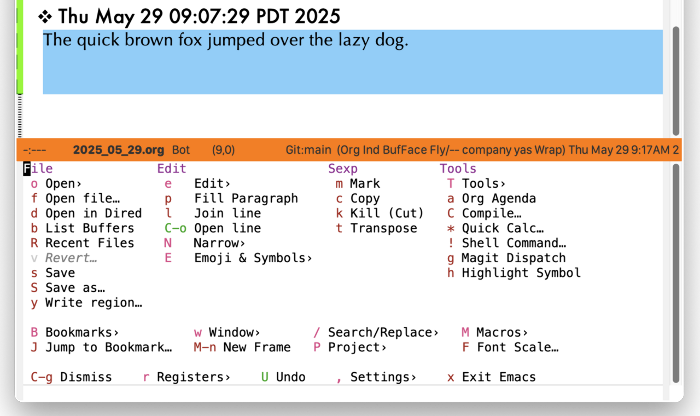 ❖ Thu May 29 09:07:29 PDT 2025
The quick brown fox jumped over the lazy dog.
-:--- 2025_05_29.org Bot (9,0) Git:main (Org Ind BufFace Fly/-- company yas Wrap) Thu May 29 9:17AM 2
File Edit Sexp Tools
o Open› e Edit› m Mark T Tools›
f Open file… p Fill Paragraph c Copy a Org Agenda
d Open in Dired l Join line k Kill (Cut) C Compile…
b List Buffers C-o Open line t Transpose * Quick Calc…
R Recent Files N Narrow› ! Shell Command…
v Revert… E Emoji & Symbols› g Magit Dispatch
s Save h Highlight Symbol
S Save as…
y Write region…
B Bookmarks› w Window› / Search/Replace› M Macros›
J Jump to Bookmark… M-n New Frame P Project› F Font Scale…
C-g Dismiss r Registers› U Undo , Settings› x Exit Emacs